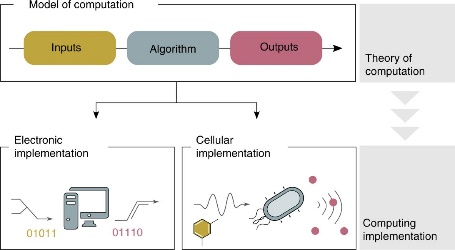 Model of computation
Inputs
Algorithm
Outputs
Theory of
computation
Electronic
implementation
01011
01110
Cellular
implementation
Computing
implementation